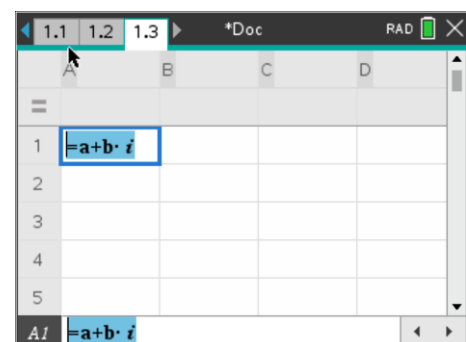 1.1 1.2 1.3 *Doc RAD
A B C D
=
1 =a+b· i
2
3
4
5
A1 =a+b· i